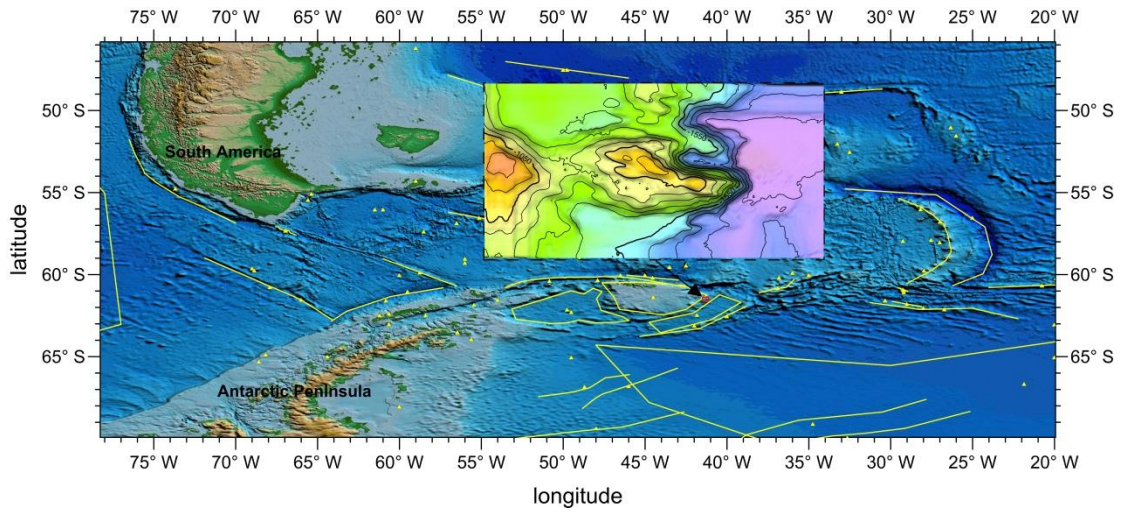 75° W 70° W 65° W 60° W 55° W 50° W 45° W 40° W 35° W 30° W 25° W 20° W
50° S 50° S
South America
-1550
55° S 55° S
60° S 60° S
65° S 65° S
Antarctic Peninsula
75° W 70° W 65° W 60° W 55° W 50° W 45° W 40° W 35° W 30° W 25° W 20° W
latitude
longitude